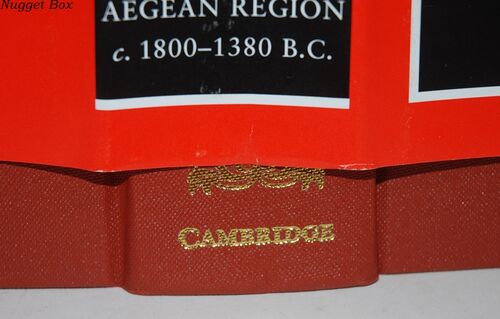 Nugget Box
AEGEAN REGION
c. 1800–1380 B.C.
CAMBRIDGE